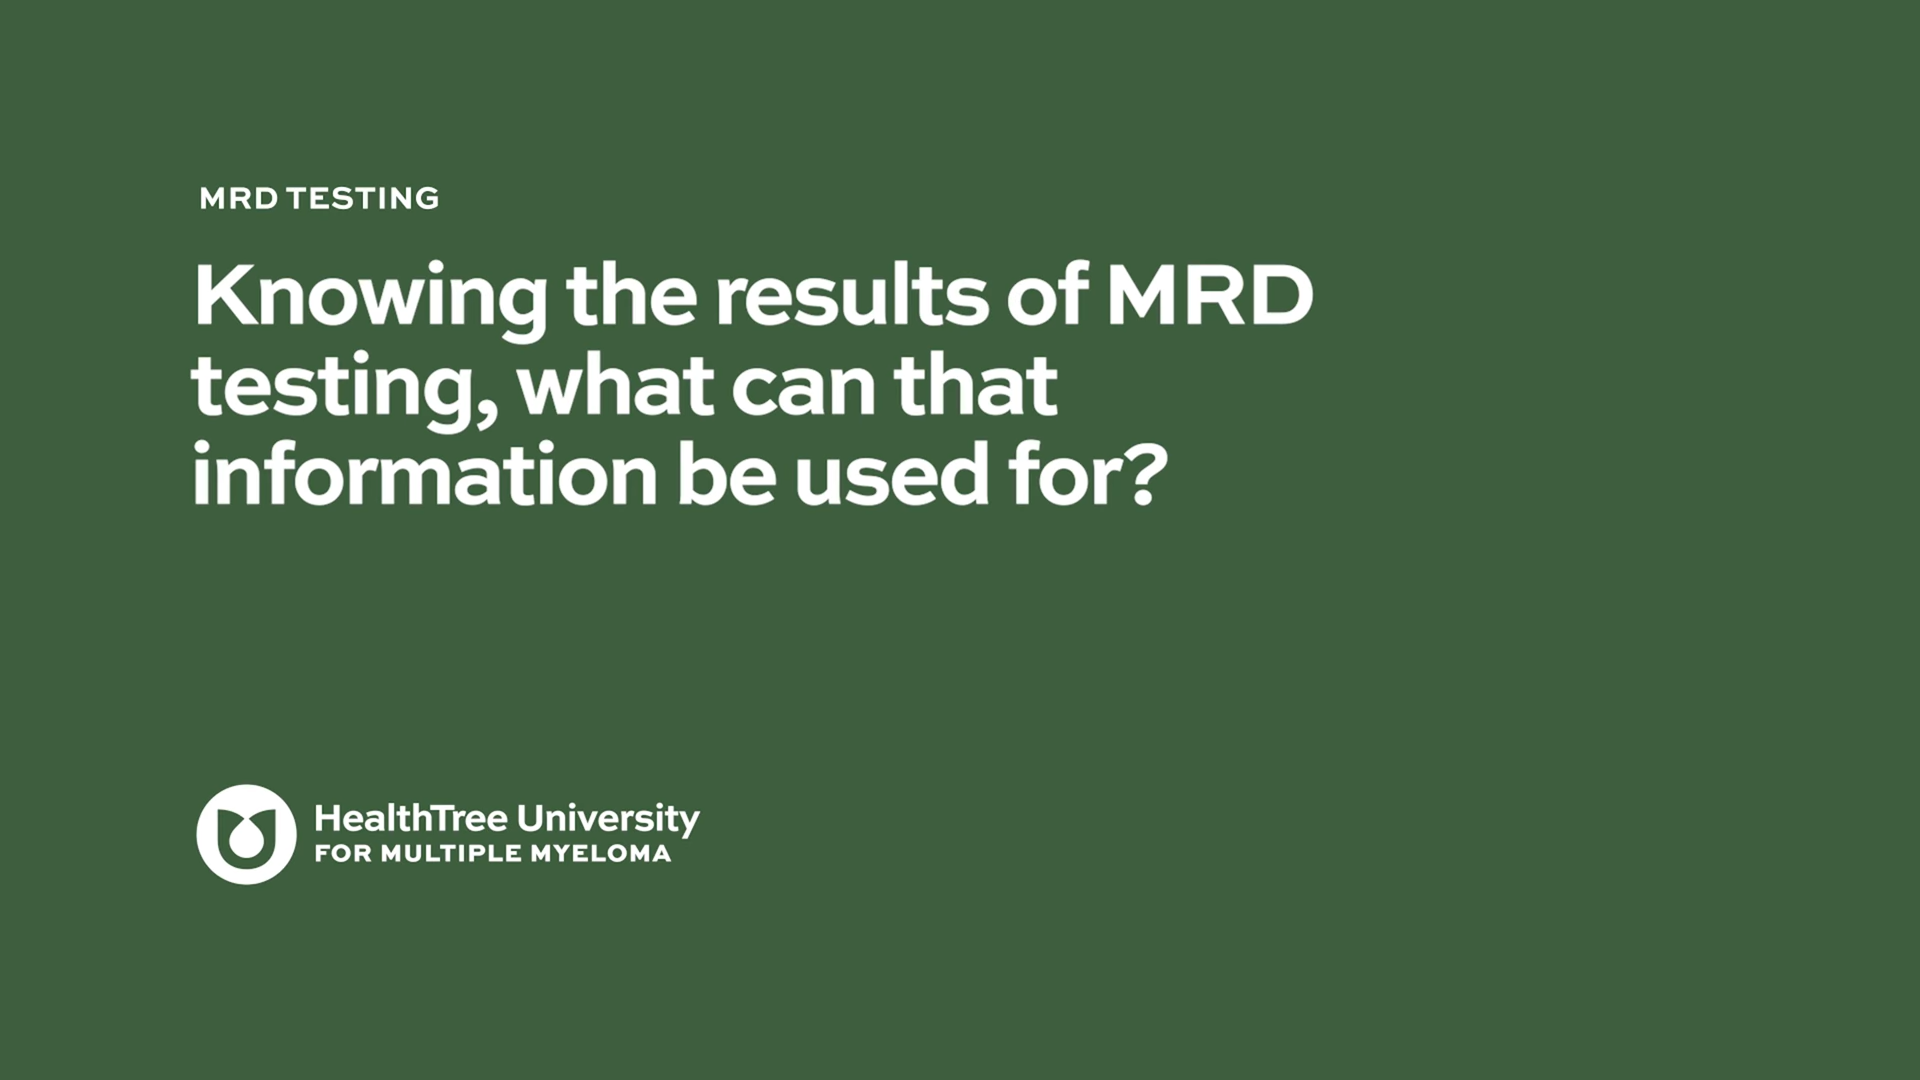 MRD TESTING
Knowing the results of MRD
testing, what can that
information be used for?
HealthTree University
FOR MULTIPLE MYELOMA